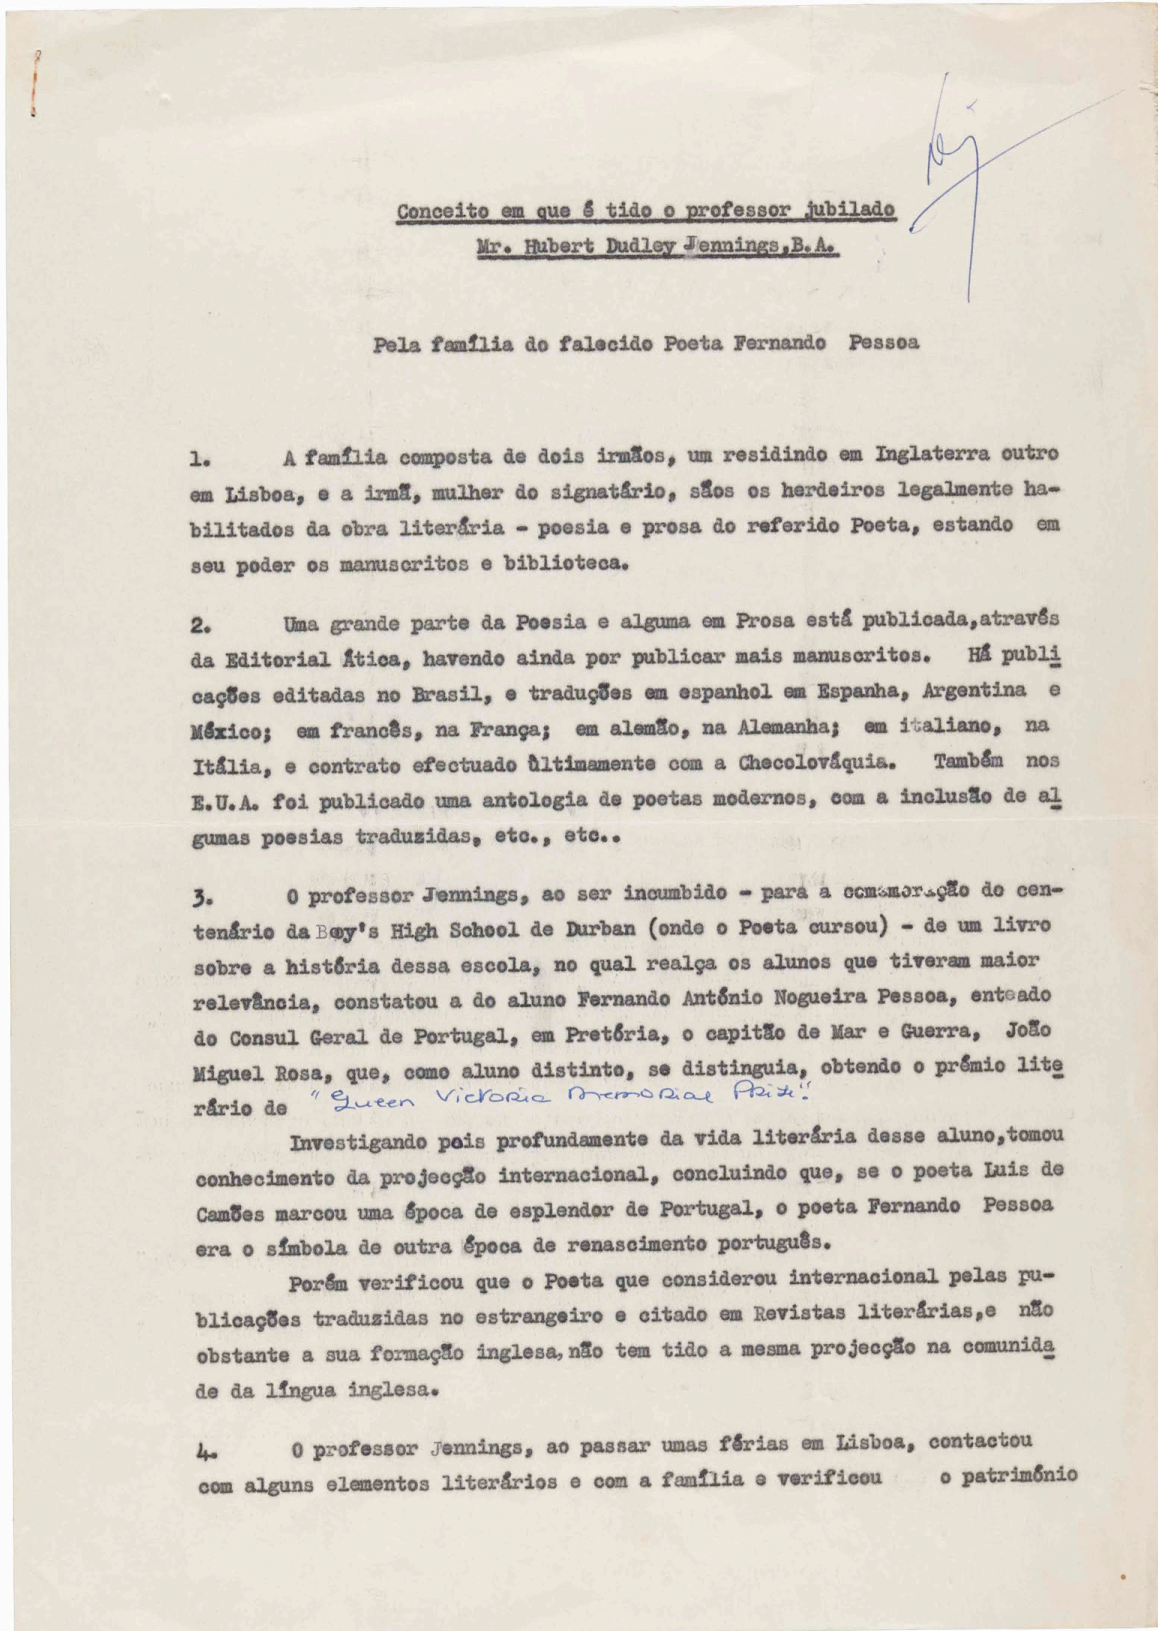 Conceito em que é tido o professor jubilado
Mr. Hubert Dudley Jennings,B.A.
Pela família do falecido Poeta Fernando Pessoa
1. A família composta de dois irmãos, um residindo em Inglaterra outro
em Lisboa, e a irmã, mulher do signatário, sãos os herdeiros legalmente ha-
bilitados da obra literária - poesia e prosa do referido Poeta, estando em
seu poder os manuscritos e biblioteca.
2. Uma grande parte da Poesia e alguma em Prosa está publicada,através
da Editorial Ática, havendo ainda por publicar mais manuscritos. Há publi
cações editadas no Brasil, e traduções em espanhol em Espanha, Argentina e
México; em francês, na França; em alemão, na Alemanha; em italiano, na
Itália, e contrato efectuado ùltimamente com a Checolováquia. Também nos
E.U.A. foi publicado uma antologia de poetas modernos, com a inclusão de al
gumas poesias traduzidas, etc., etc..
3. O professor Jennings, ao ser incumbido - para a comemoração do cen-
tenário da Boy's High School de Durban (onde o Poeta cursou) - de um livro
sobre a história dessa escola, no qual realça os alunos que tiveram maior
relevância, constatou a do aluno Fernando António Nogueira Pessoa, enteado
do Consul Geral de Portugal, em Pretória, o capitão de Mar e Guerra, João
Miguel Rosa, que, como aluno distinto, se distinguia, obtendo o prémio lite
rário de "Queen Victoria Memorial Prize".
Investigando pois profundamente da vida literária desse aluno,tomou
conhecimento da projecção internacional, concluindo que, se o poeta Luis de
Camões marcou uma época de esplendor de Portugal, o poeta Fernando Pessoa
era o símbola de outra época de renascimento português.
Porém verificou que o Poeta que considerou internacional pelas pu-
blicações traduzidas no estrangeiro e citado em Revistas literárias,e não
obstante a sua formação inglesa,não tem tido a mesma projecção na comunida
de da língua inglesa.
4. O professor Jennings, ao passar umas férias em Lisboa, contactou
com alguns elementos literários e com a família e verificou o património